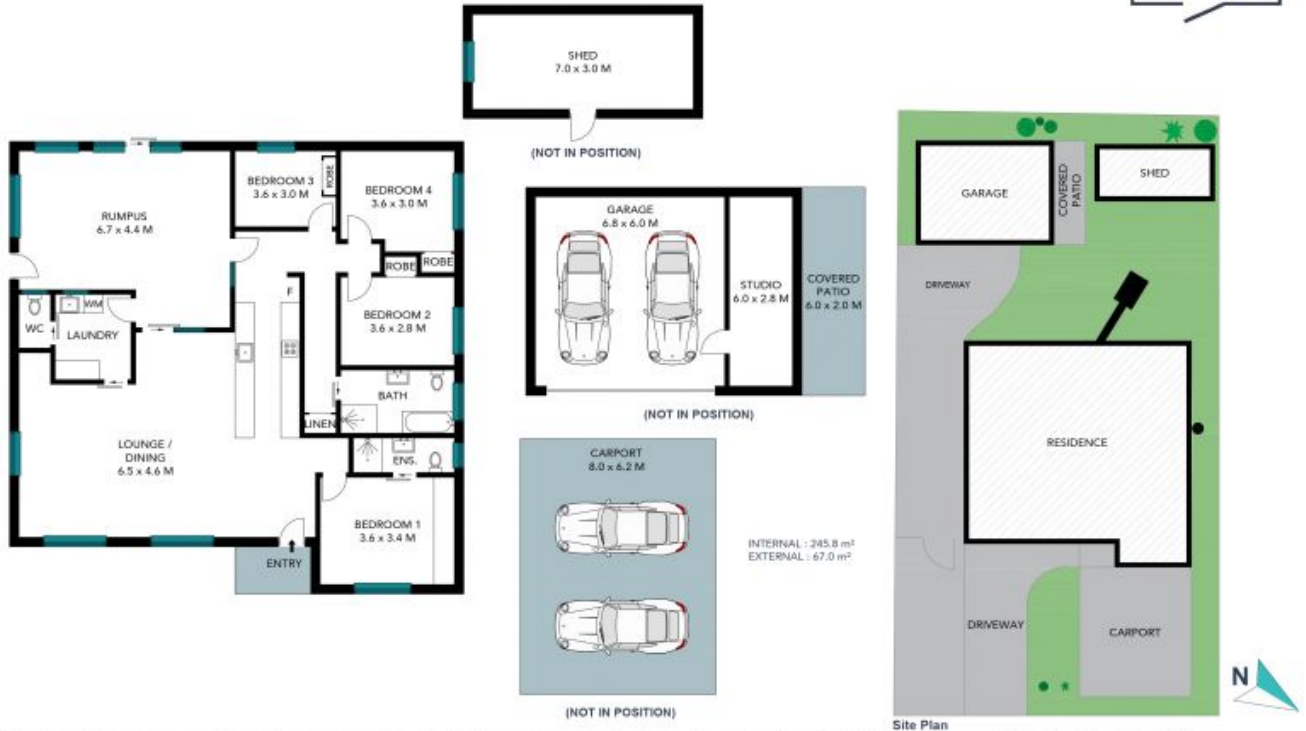 SHED
7.0 x 3.0 M
(NOT IN POSITION)
RUMPUS
6.7 x 4.4 M
BEDROOM 3
3.6 x 3.0 M
ROBE
BEDROOM 4
3.6 x 3.0 M
ROBE
ROBE
F
BEDROOM 2
3.6 x 2.8 M
WC
WM
LAUNDRY
BATH
LINEN
ENS.
LOUNGE /
DINING
6.5 x 4.6 M
BEDROOM 1
3.6 x 3.4 M
ENTRY
GARAGE
6.8 x 6.0 M
STUDIO
6.0 x 2.8 M
COVERED
PATIO
6.0 x 2.0 M
(NOT IN POSITION)
CARPORT
8.0 x 6.2 M
(NOT IN POSITION)
INTERNAL : 245.8 m²
EXTERNAL : 67.0 m²
GARAGE
COVERED
PATIO
SHED
DRIVEWAY
RESIDENCE
DRIVEWAY
CARPORT
Site Plan
N